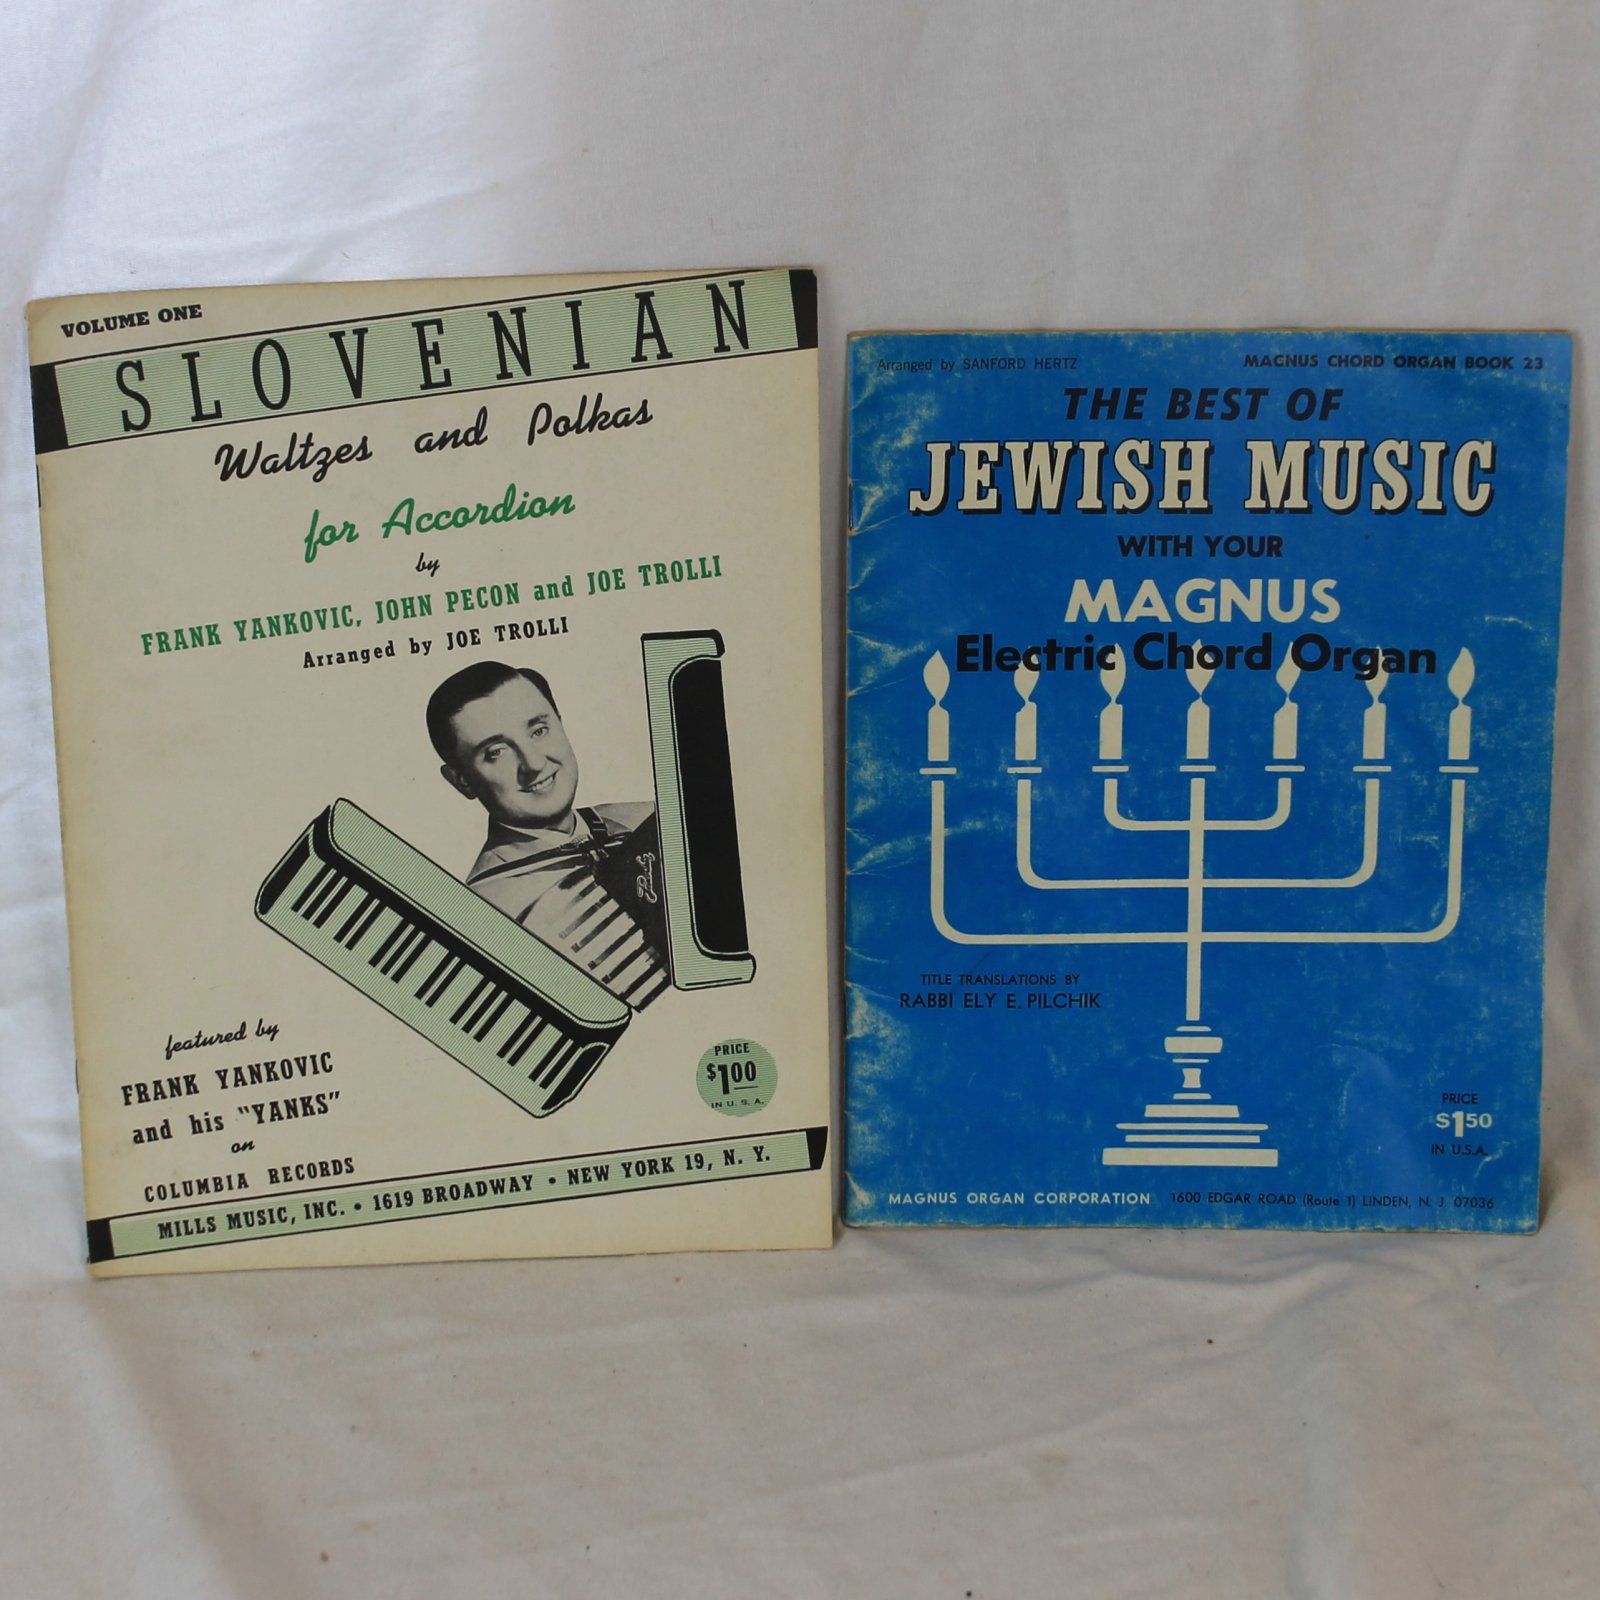 VOLUME ONE
SLOVENIAN
Waltzes and Polkas
for Accordion
by
FRANK YANKOVIC, JOHN PECON and JOE TROLLI
Arranged by JOE TROLLI
featured by
FRANK YANKOVIC
and his "YANKS"
on
COLUMBIA RECORDS
PRICE
$1.00
IN U. S. A.
MILLS MUSIC, INC. • 1619 BROADWAY • NEW YORK 19, N. Y.
Arranged by SANFORD HERTZ
MAGNUS CHORD ORGAN BOOK 23
THE BEST OF
JEWISH MUSIC
WITH YOUR
MAGNUS
Electric Chord Organ
TITLE TRANSLATIONS BY
RABBI ELY E. PILCHIK
PRICE
$1.50
IN U.S.A.
MAGNUS ORGAN CORPORATION 1600 EDGAR ROAD (Route 1) LINDEN, N. J. 07036